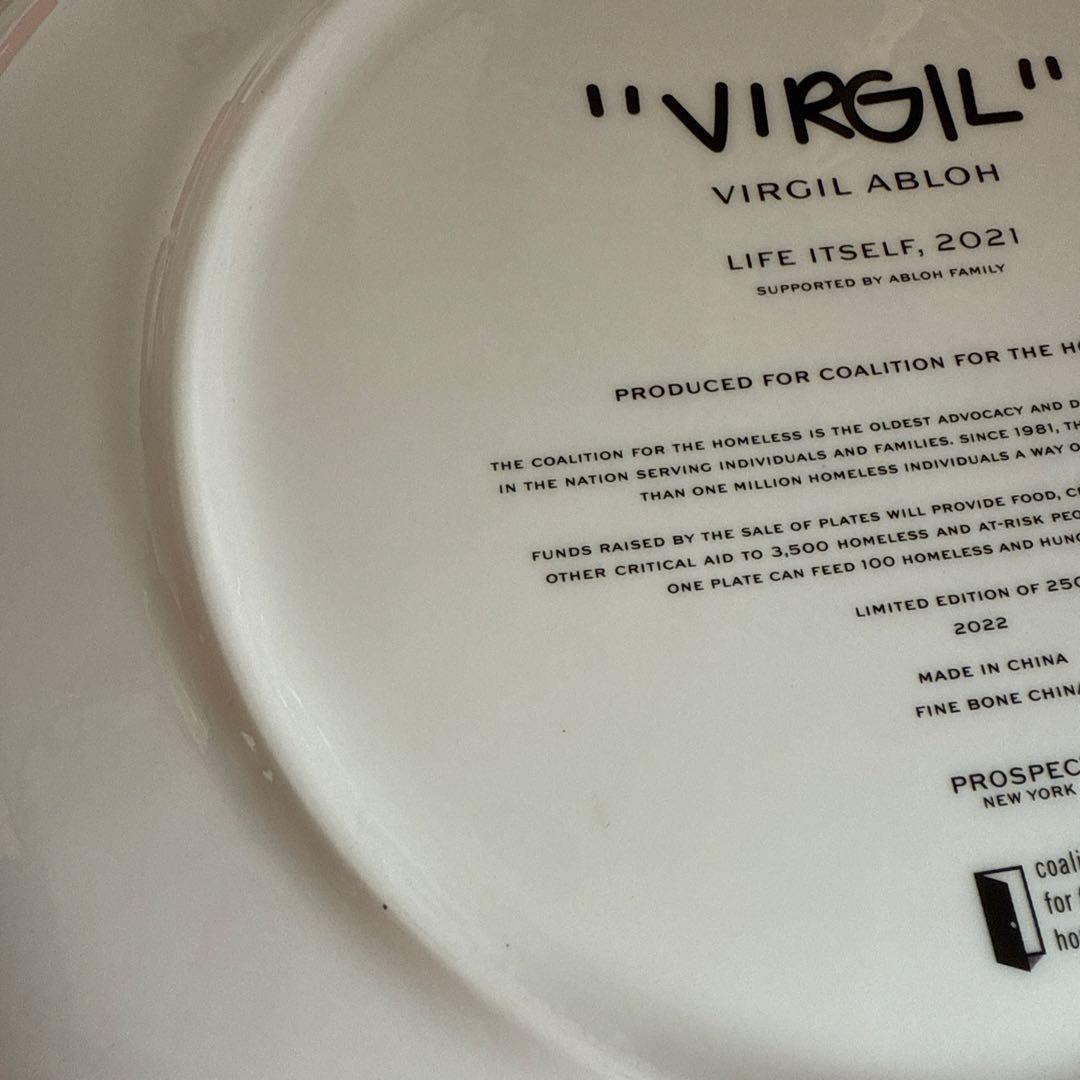 "VIRGIL"
VIRGIL ABLOH
LIFE ITSELF, 2021
SUPPORTED BY ABLOH FAMILY
PRODUCED FOR COALITION FOR THE
THE COALITION FOR THE HOMELESS IS THE OLDEST ADVOCACY AND
IN THE NATION SERVING INDIVIDUALS AND FAMILIES. SINCE 1981,
THAN ONE MILLION HOMELESS INDIVIDUALS A WAY
FUNDS RAISED BY THE SALE OF PLATES WILL PROVIDE FOOD,
OTHER CRITICAL AID TO 3,500 HOMELESS AND AT-RISK
ONE PLATE CAN FEED 100 HOMELESS AND
LIMITED EDITION OF
2022
MADE IN CHINA
FINE BONE CHINA
NEW YORK
for